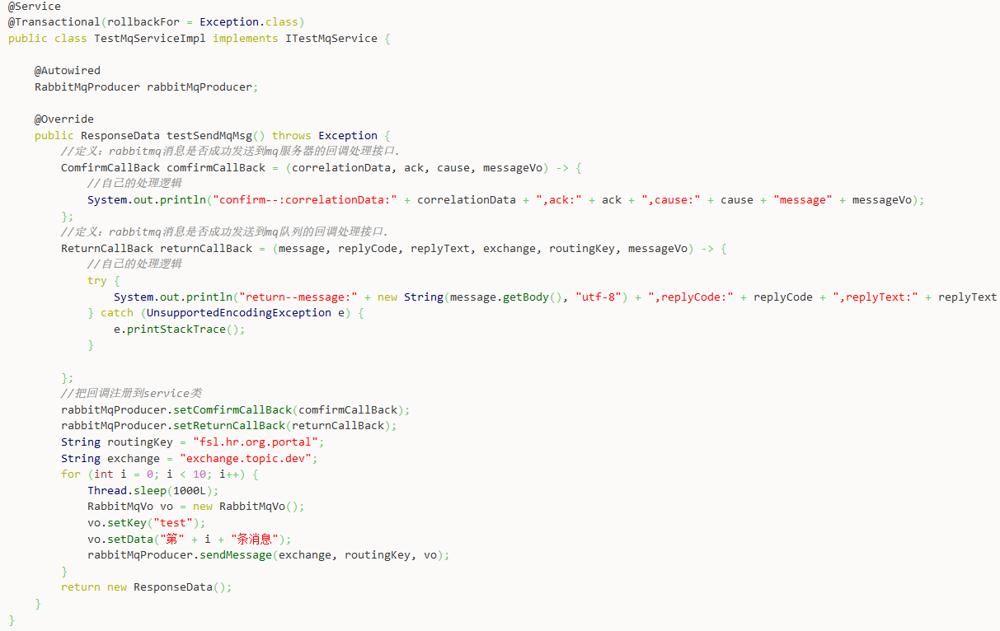 @Service
@Transactional(rollbackFor = Exception.class)
public class TestMqServiceImpl implements ITestMqService {
@Autowired
RabbitMqProducer rabbitMqProducer;
@Override
public ResponseData testSendMqMsg() throws Exception {
//定义：rabbitmq消息是否成功发送到mq服务器的回调处理接口.
ComfirmCallBack comfirmCallBack = (correlationData, ack, cause, messageVo) -> {
//自己的处理逻辑
System.out.println("confirm--:correlationData:" + correlationData + ",ack:" + ack + ",cause:" + cause + "message" + messageVo);
};
//定义：rabbitmq消息是否成功发送到mq队列的回调处理接口.
ReturnCallBack returnCallBack = (message, replyCode, replyText, exchange, routingKey, messageVo) -> {
//自己的处理逻辑
try {
System.out.println("return--message:" + new String(message.getBody(), "utf-8") + ",replyCode:" + replyCode + ",replyText:" + replyText
} catch (UnsupportedEncodingException e) {
e.printStackTrace();
}
};
//把回调注册到service类
rabbitMqProducer.setComfirmCallBack(comfirmCallBack);
rabbitMqProducer.setReturnCallBack(returnCallBack);
String routingKey = "fsl.hr.org.portal";
String exchange = "exchange.topic.dev";
for (int i = 0; i < 10; i++) {
Thread.sleep(1000L);
RabbitMqVo vo = new RabbitMqVo();
vo.setKey("test");
vo.setData("第" + i + "条消息");
rabbitMqProducer.sendMessage(exchange, routingKey, vo);
}
return new ResponseData();
}
}